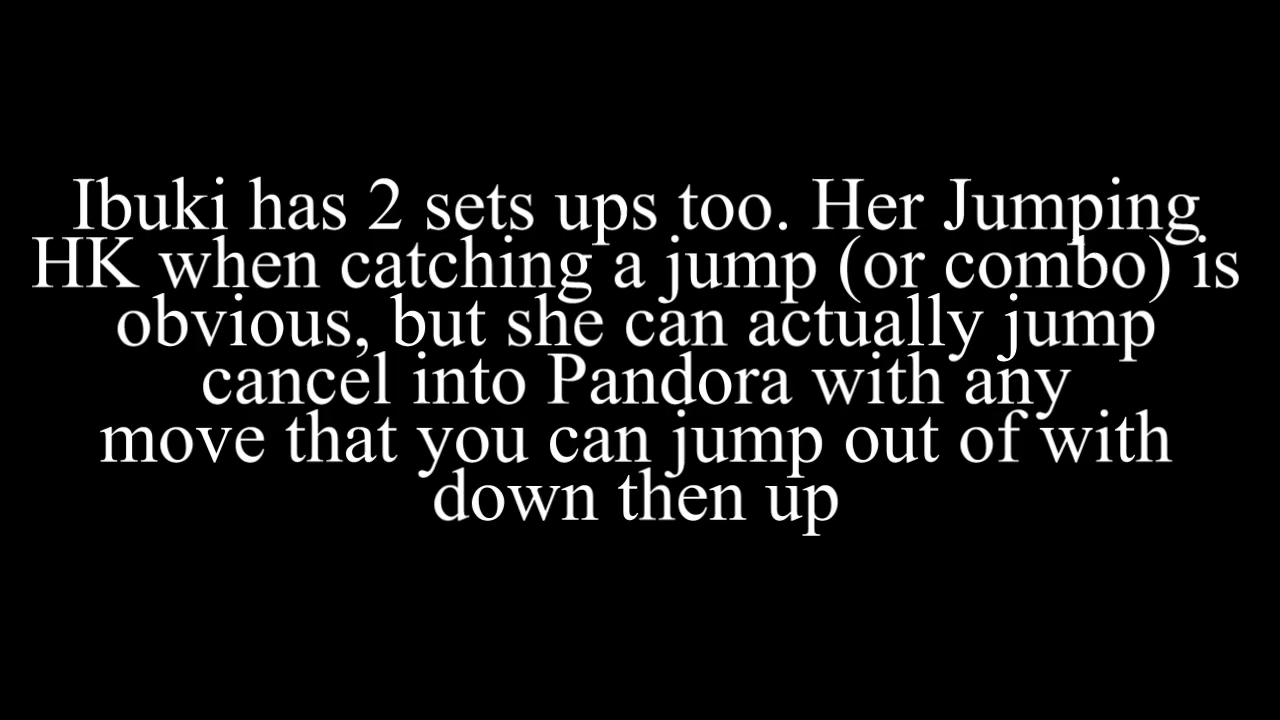 Ibuki has 2 sets ups too. Her Jumping
HK when catching a jump (or combo) is
obvious, but she can actually jump
cancel into Pandora with any
move that you can jump out of with
down then up